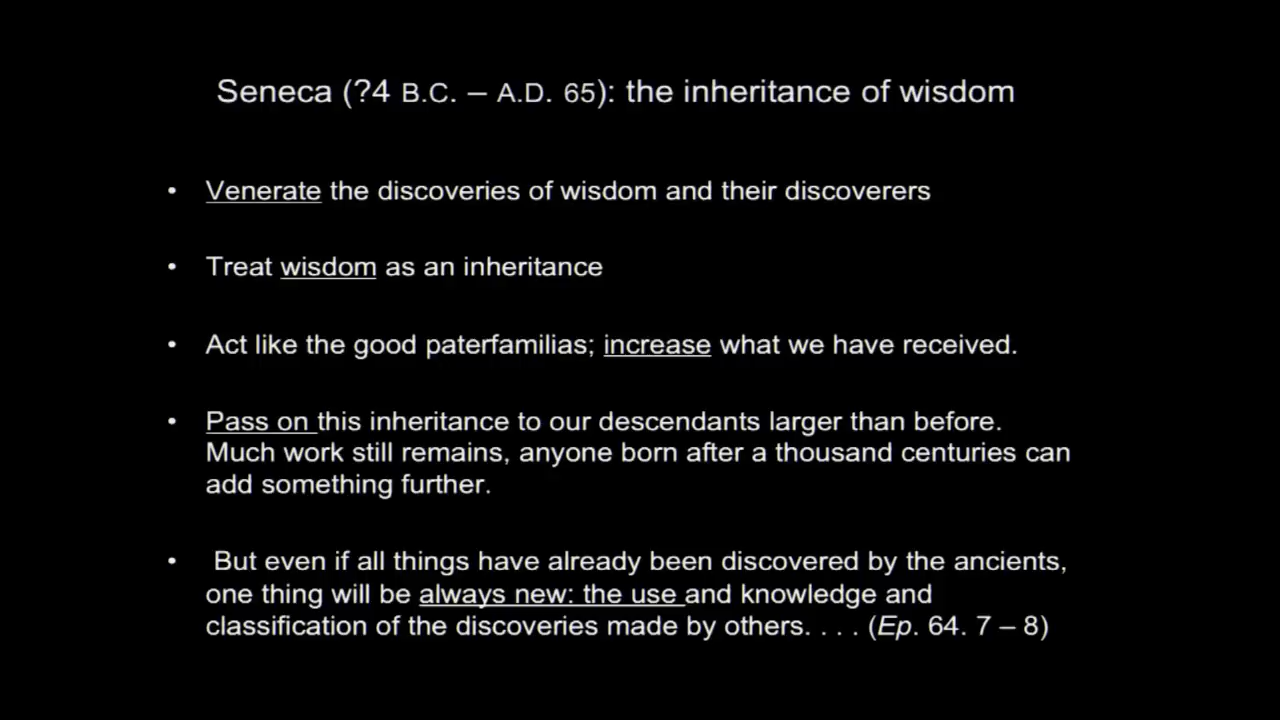 Seneca (?4 B.C. – A.D. 65): the inheritance of wisdom
• Venerate the discoveries of wisdom and their discoverers
• Treat wisdom as an inheritance
• Act like the good paterfamilias; increase what we have received.
• Pass on this inheritance to our descendants larger than before.
Much work still remains, anyone born after a thousand centuries can
add something further.
• But even if all things have already been discovered by the ancients,
one thing will be always new: the use and knowledge and
classification of the discoveries made by others. . . . (Ep. 64. 7 – 8)